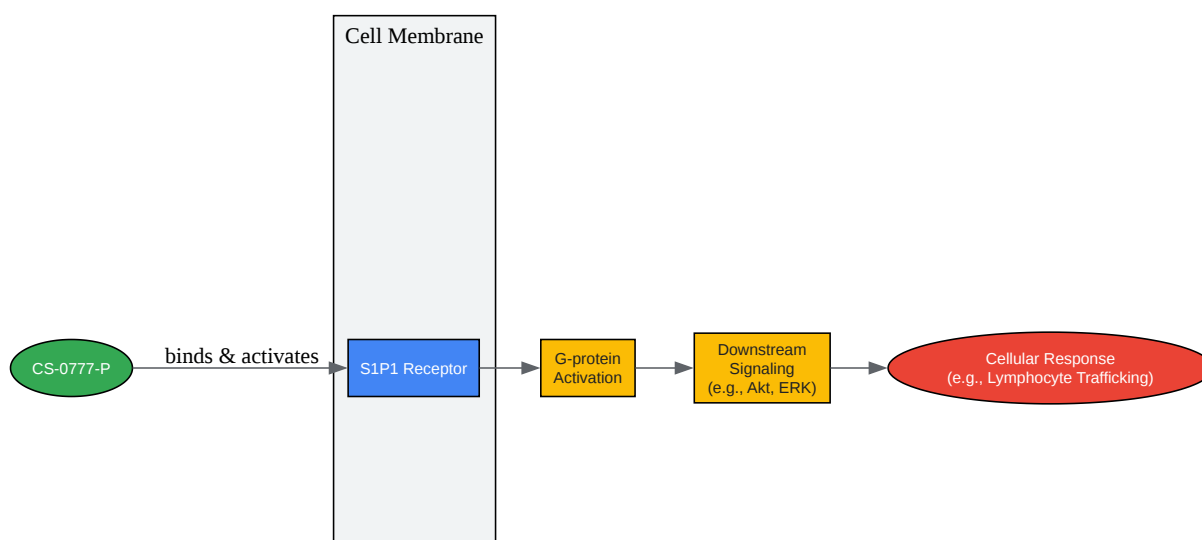 Cell Membrane
CS-0777-P
binds & activates
S1P1 Receptor
G-protein
Activation
Downstream
Signaling
(e.g., Akt, ERK)
Cellular Response
(e.g., Lymphocyte Trafficking)